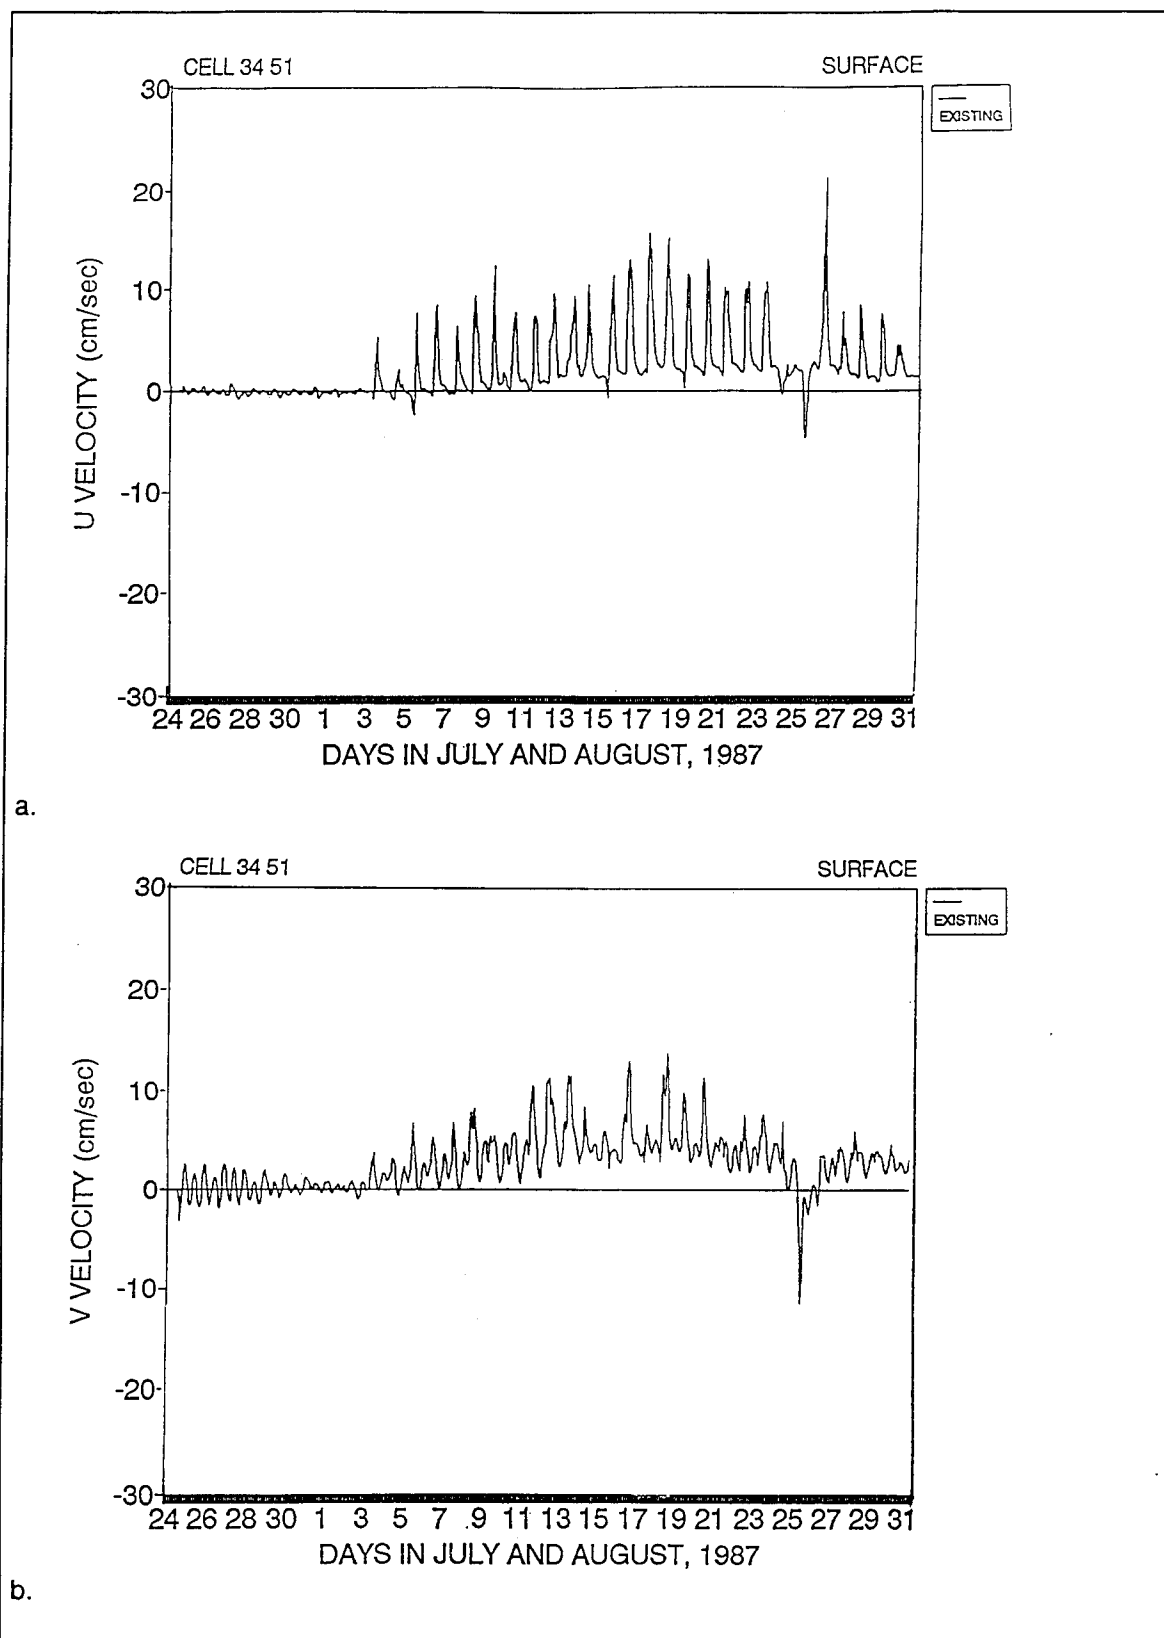 CELL 34 51 SURFACE
30
EXISTING
20
10
0
-10
-20
-30
U VELOCITY (cm/sec)
24 26 28 30 1 3 5 7 9 11 13 15 17 19 21 23 25 27 29 31
DAYS IN JULY AND AUGUST, 1987
a.
CELL 34 51 SURFACE
30
EXISTING
20
10
0
-10
-20
-30
V VELOCITY (cm/sec)
24 26 28 30 1 3 5 7 9 11 13 15 17 19 21 23 25 27 29 31
DAYS IN JULY AND AUGUST, 1987
b.